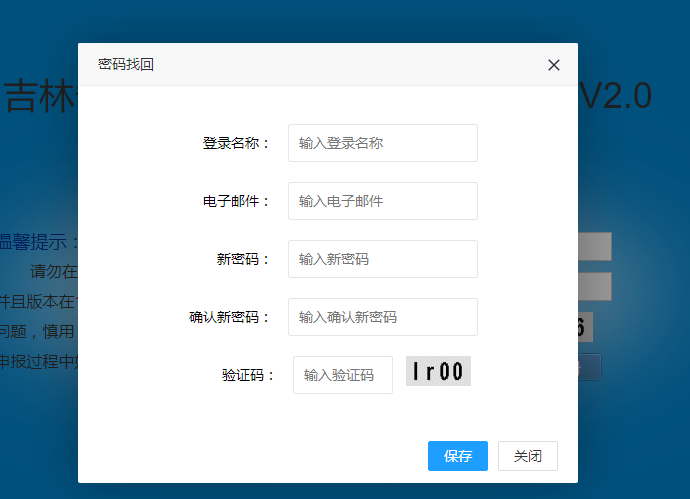 密码找回
吉林
V2.0
登录名称：
输入登录名称
电子邮件：
输入电子邮件
温馨提示：
新密码：
输入新密码
请勿在
并且版本在
确认新密码：
输入确认新密码
问题，慎用
6
申报过程中
验证码：
输入验证码
lr00
保存
关闭